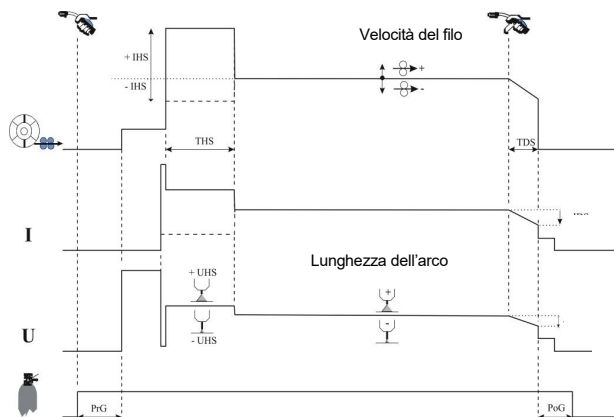 Velocità del filo
+ IHS
- IHS
+
-
THS
TDS
I
Lunghezza dell'arco
+ UHS
+
- UHS
-
U
PrG
PoG